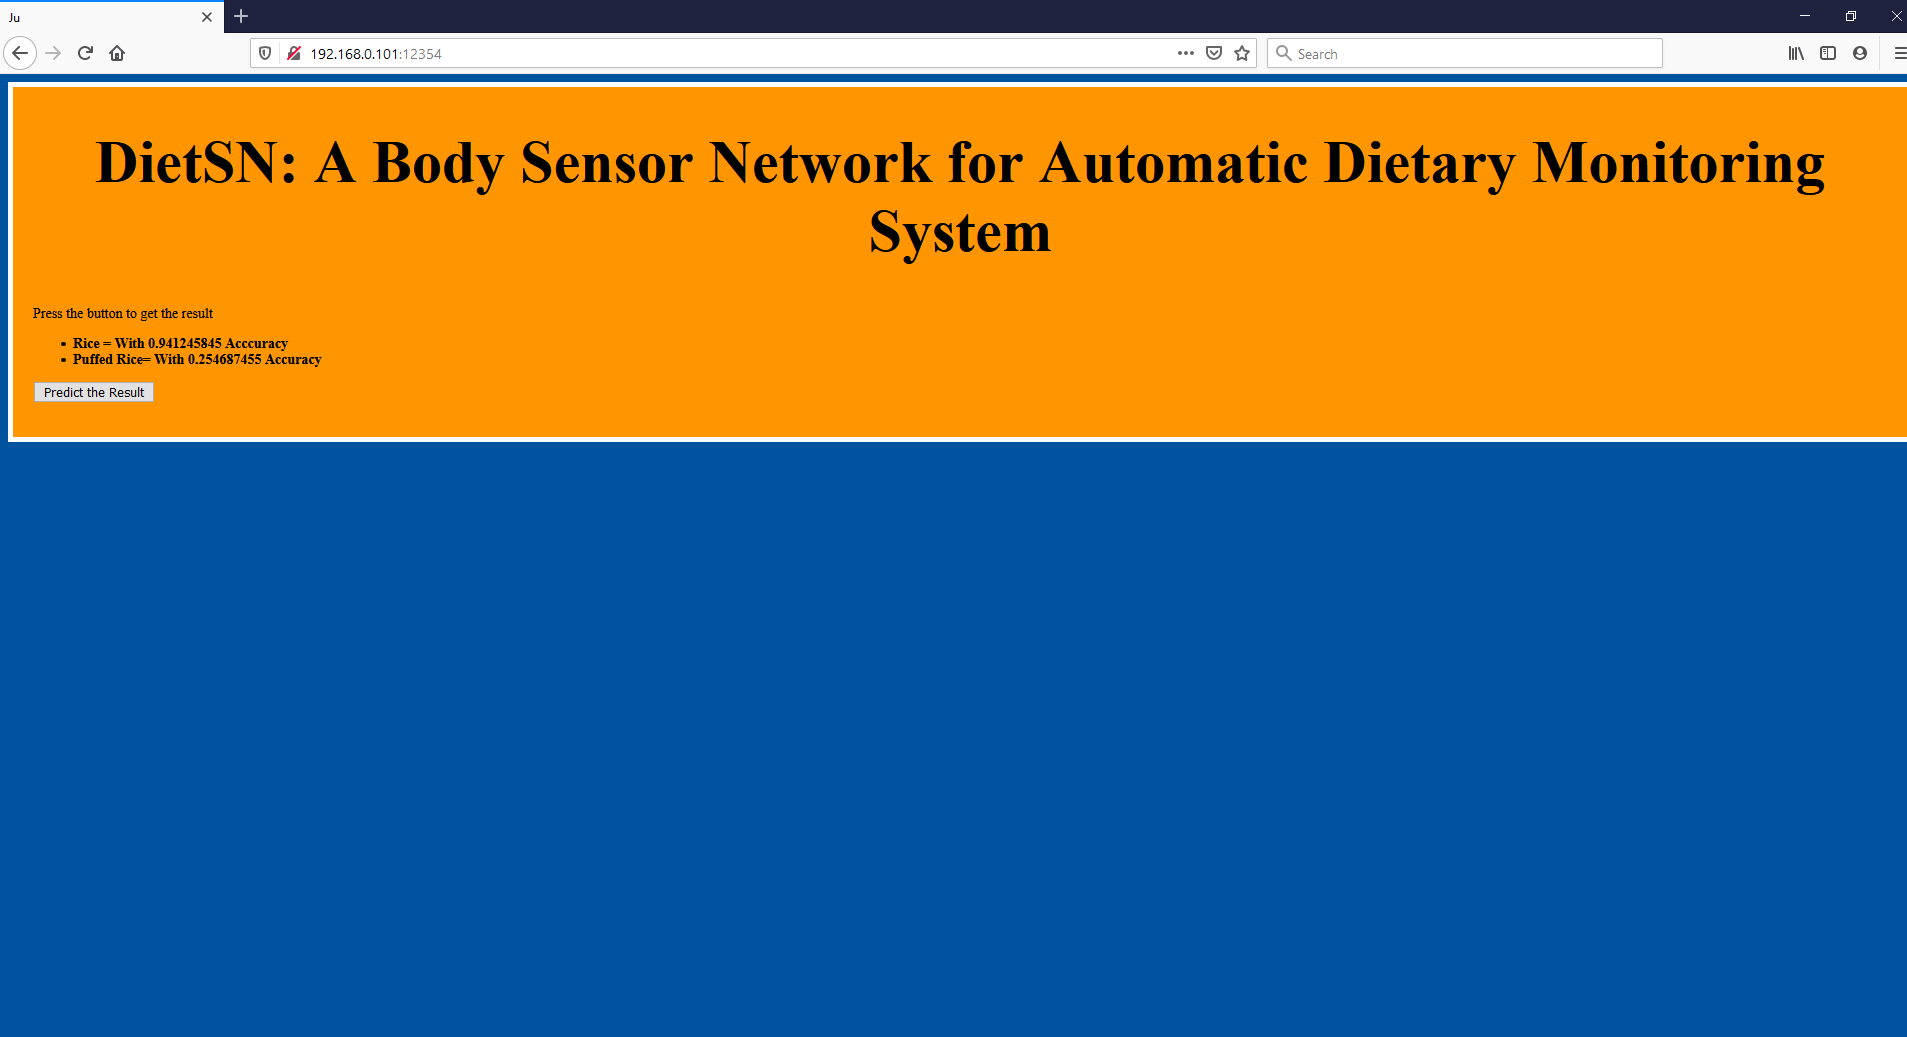 Ju
192.168.0.101:12354
Search
DietSN: A Body Sensor Network for Automatic Dietary Monitoring
System
Press the button to get the result
• Rice = With 0.941245845 Acccuracy
• Puffed Rice= With 0.254687455 Accuracy
Predict the Result